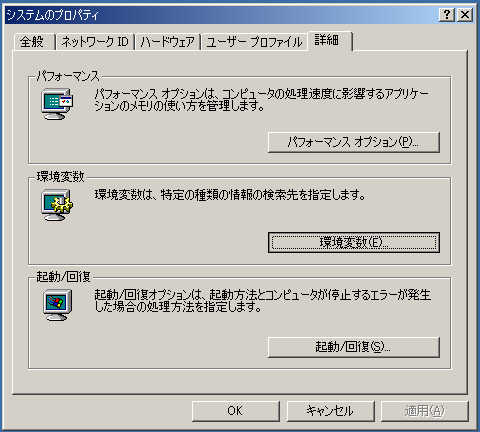 システムのプロパティ
全般 ネットワーク ID ハードウェア ユーザー プロファイル 詳細
パフォーマンス
パフォーマンス オプションは、コンピュータの処理速度に影響するアプリケー
ションのメモリの使い方を管理します。
パフォーマンス オプション(P)...
環境変数
環境変数は、特定の種類の情報の検索先を指定します。
環境変数(E)...
起動/回復
起動/回復オプションは、起動方法とコンピュータが停止するエラーが発生
した場合の処理方法を指定します。
起動/回復(S)...
OK キャンセル 適用(A)